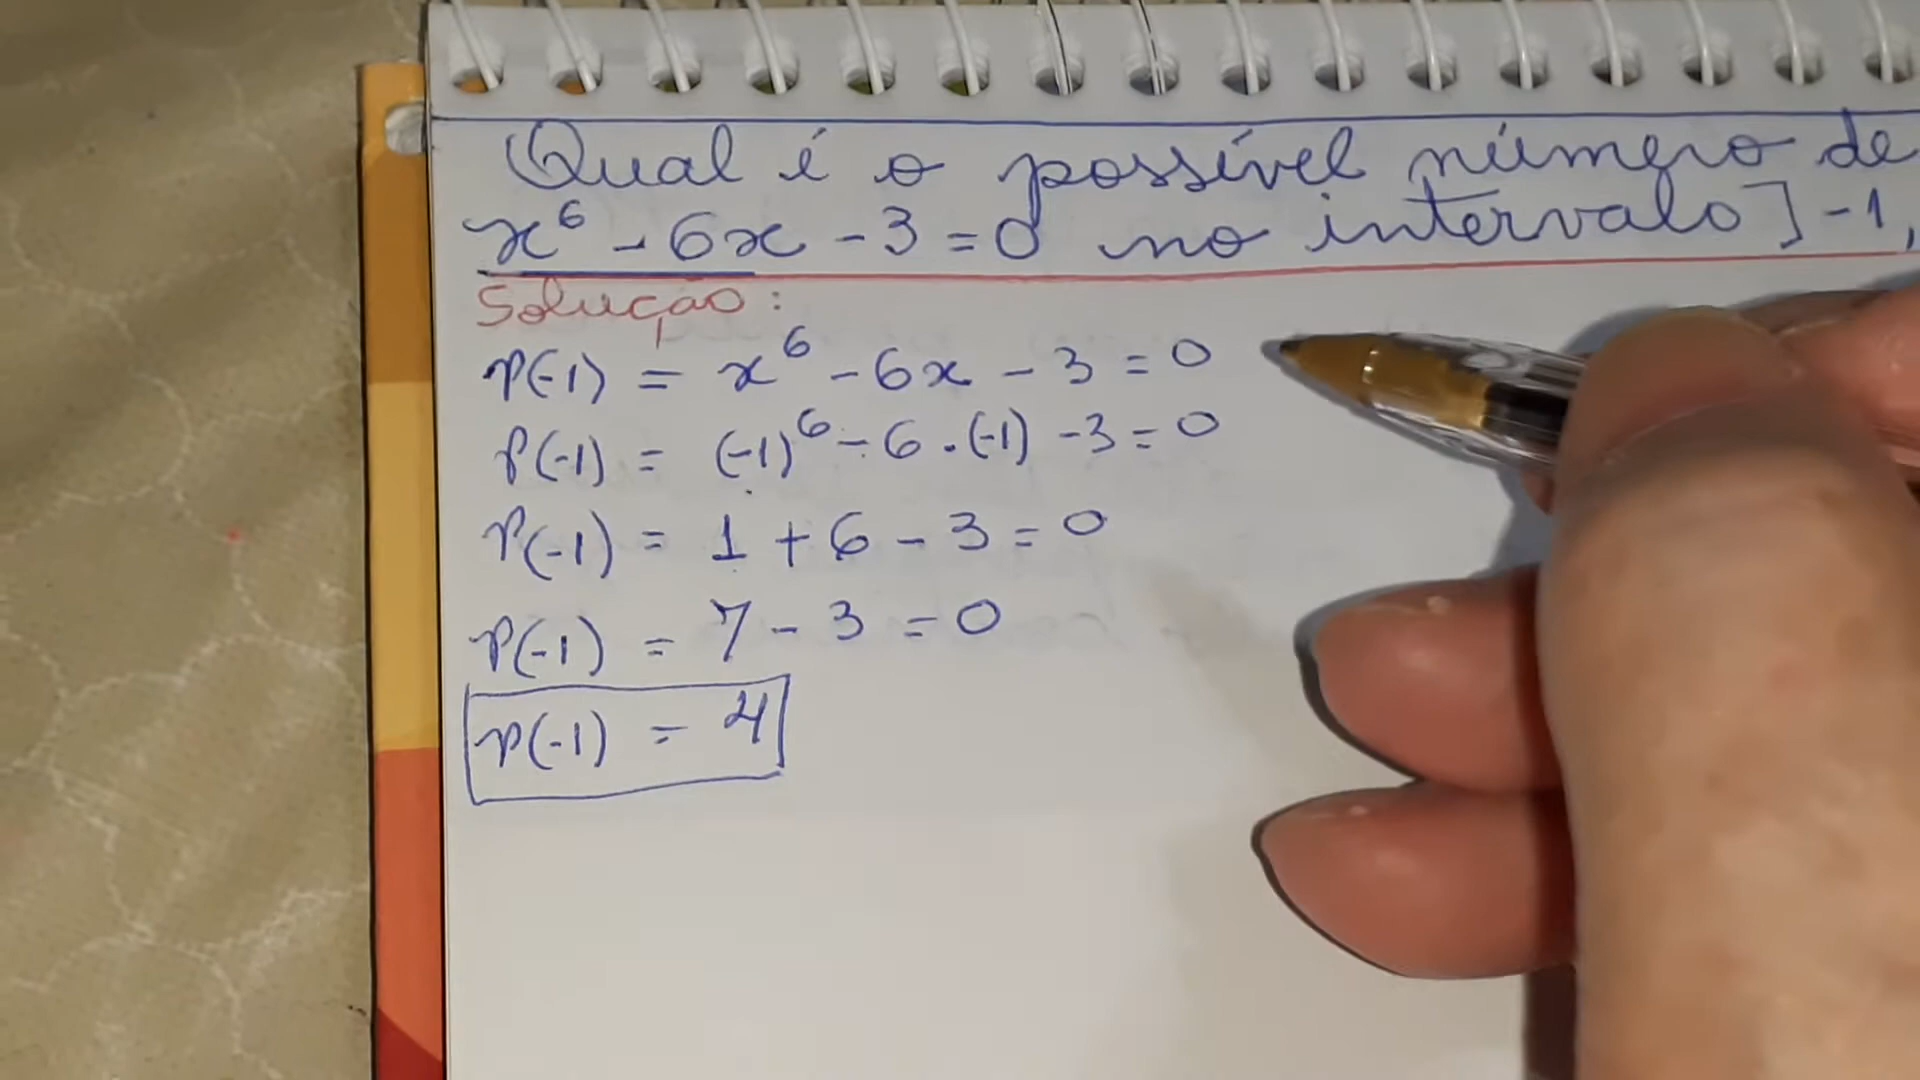 Qual é o possível número de
x⁶ - 6x - 3 = 0 no intervalo ]-1,
Solução:
P(-1) = x⁶ - 6x - 3 = 0
P(-1) = (-1)⁶ - 6 . (-1) - 3 = 0
P(-1) = 1 + 6 - 3 = 0
P(-1) = 7 - 3 = 0
P(-1) = 4